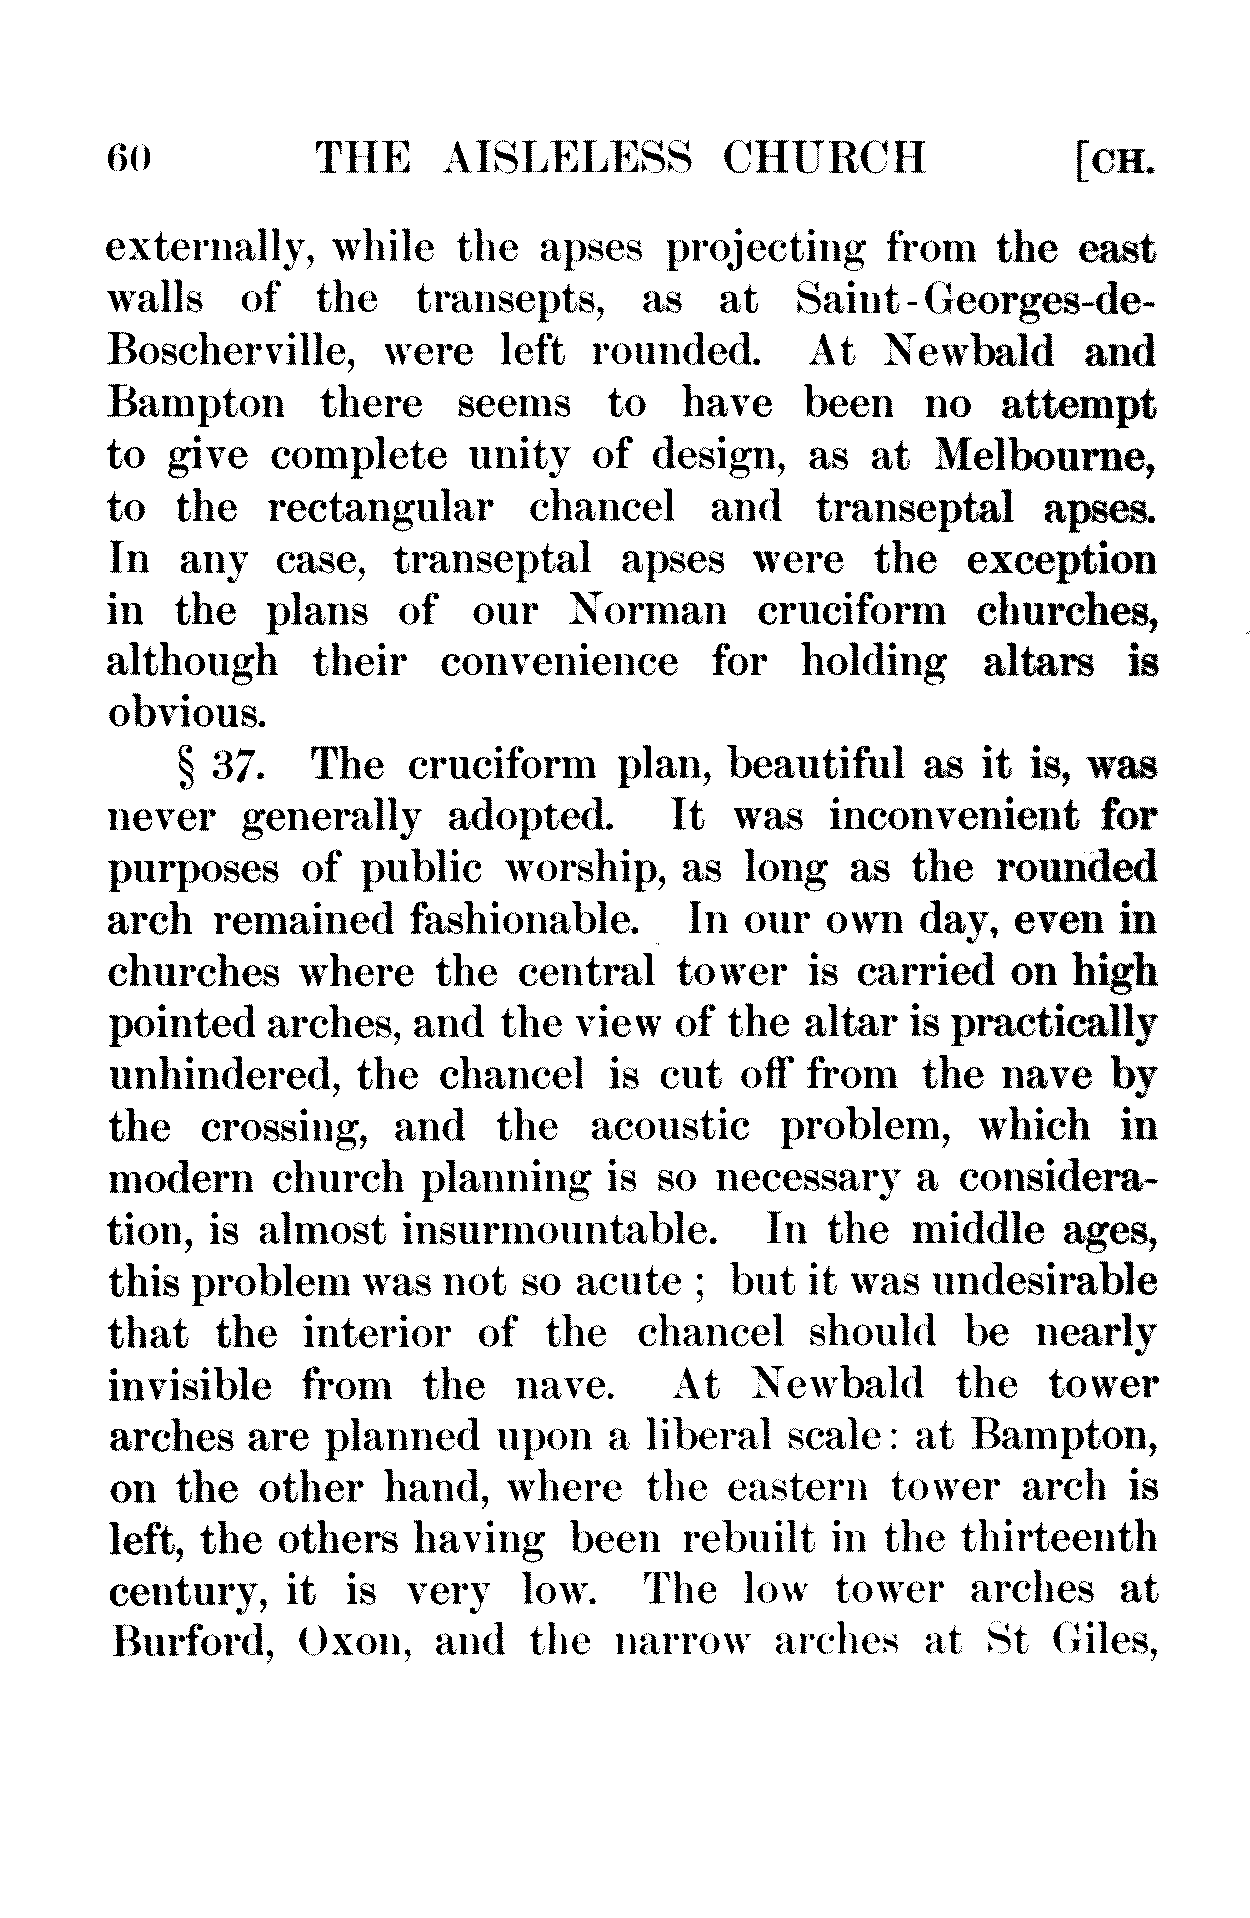 60 THE AISLELESS CHURCH [CH.
externally, while the apses projecting from the east
walls of the transepts, as at Saint-Georges-de-
Boscherville, were left rounded. At Newbald and
Bampton there seems to have been no attempt
to give complete unity of design, as at Melbourne,
to the rectangular chancel and transeptal apses.
In any case, transeptal apses were the exception
in the plans of our Norman cruciform churches,
although their convenience for holding altars is
obvious.
§ 37. The cruciform plan, beautiful as it is, was
never generally adopted. It was inconvenient for
purposes of public worship, as long as the rounded
arch remained fashionable. In our own day, even in
churches where the central tower is carried on high
pointed arches, and the view of the altar is practically
unhindered, the chancel is cut off from the nave by
the crossing, and the acoustic problem, which in
modern church planning is so necessary a considera-
tion, is almost insurmountable. In the middle ages,
this problem was not so acute ; but it was undesirable
that the interior of the chancel should be nearly
invisible from the nave. At Newbald the tower
arches are planned upon a liberal scale: at Bampton,
on the other hand, where the eastern tower arch is
left, the others having been rebuilt in the thirteenth
century, it is very low. The low tower arches at
Burford, Oxon, and the narrow arches at St Giles,